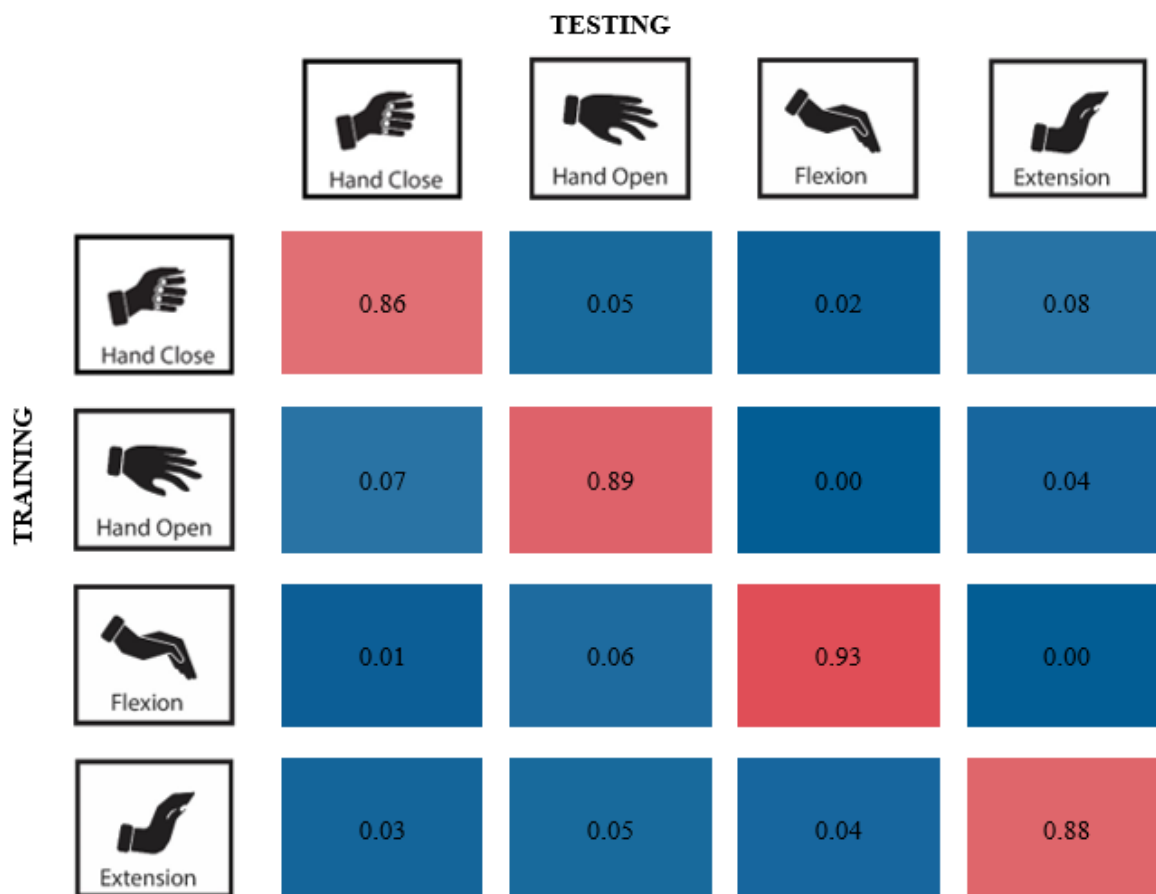 TESTING
Hand Close
Hand Open
Flexion
Extension
TRAINING
Hand Close
0.86
0.05
0.02
0.08
Hand Open
0.07
0.89
0.00
0.04
Flexion
0.01
0.06
0.93
0.00
Extension
0.03
0.05
0.04
0.88